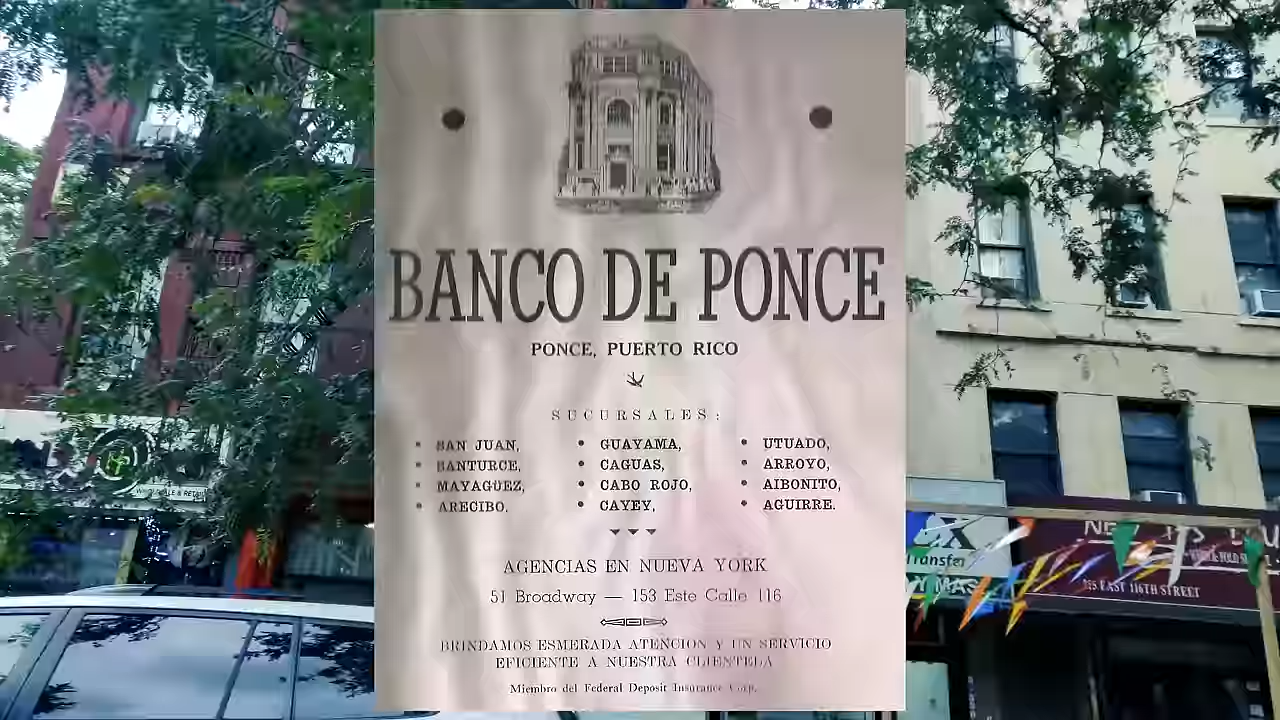 BANCO DE PONCE
PONCE, PUERTO RICO
SUCURSALES:
• SAN JUAN,
• SANTURCE,
• MAYAGUEZ,
• ARECIBO.
• GUAYAMA,
• CAGUAS,
• CABO ROJO,
• CAYEY,
• UTUADO,
• ARROYO,
• AIBONITO,
• AGUIRRE.
AGENCIAS EN NUEVA YORK
51 Broadway — 153 Este Calle 116
BRINDAMOS ESMERADA ATENCION Y UN SERVICIO
EFICIENTE A NUESTRA CLIENTELA
Miembro del Federal Deposit Insurance Corp.
Transfer
EAST 116TH STREET